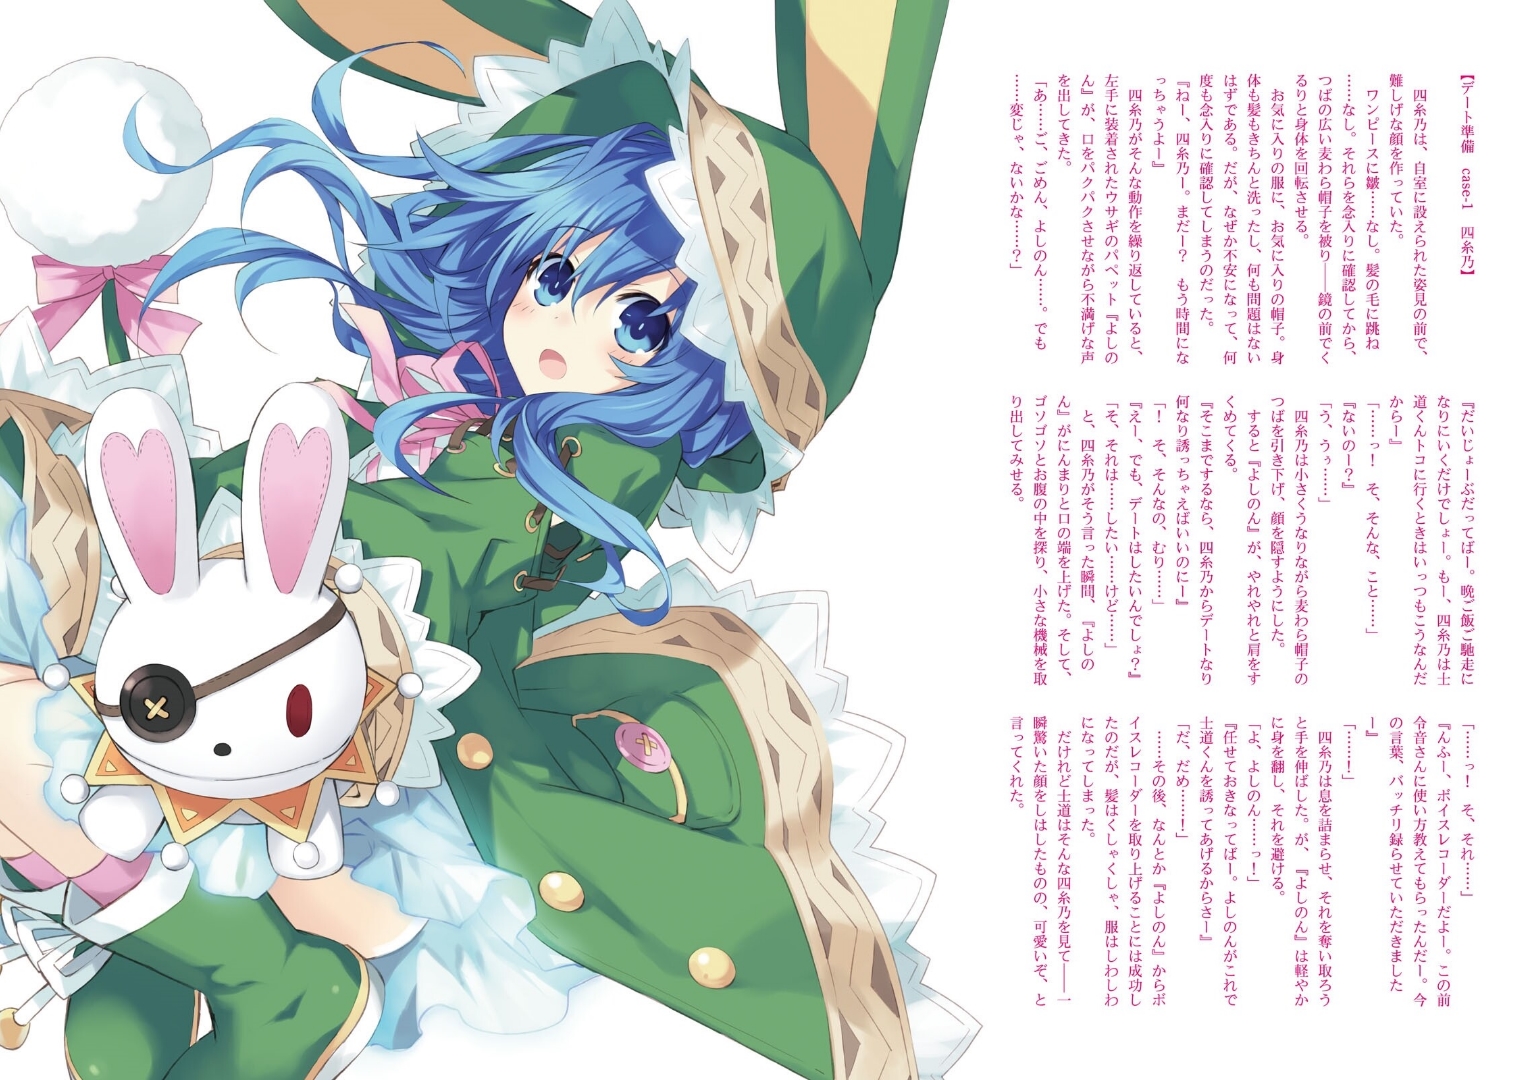 【デート準備　case-1　四糸乃】
　四糸乃は、自室に設えられた姿見の前で、
難しげな顔を作っていた。
　ワンピースに皺……なし。髪の毛に跳ね
……なし。それらを念入りに確認してから、
つばの広い麦わら帽子を被り――鏡の前でく
るりと身体を回転させる。
　お気に入りの服に、お気に入りの帽子。身
体も髪もきちんと洗ったし、何も問題はない
はずである。だが、なぜか不安になって、何
度も念入りに確認してしまうのだった。
『ねー、四糸乃ー。まだー？　もう時間にな
っちゃうよー』
　四糸乃がそんな動作を繰り返していると、
左手に装着されたウサギのパペット『よしの
ん』が、口をパクパクさせながら不満げな声
を出してきた。
「あ……ご、ごめん、よしのん……。でも
……変じゃ、ないかな……？」
『だいじょーぶだってばー。晩ご飯ご馳走に
なりにいくだけでしょー。もー、四糸乃は士
道くんトコに行くときはいつもこうなんだ
からー』
「……っ！　そ、そんな、こと……」
『ないのー？』
「う、うぅ……」
　四糸乃は小さくうなりながら麦わら帽子の
つばを引き下げ、顔を隠すようにした。
　すると『よしのん』が、やれやれと肩をす
くめてくる。
『そこまでするなら、四糸乃からデートなり
何なり誘っちゃえばいいのにー』
「！　そ、そんなの、むり……」
『えー、でも、デートはしたいんでしょ？』
「そ、それは……したい……けど……」
　と、四糸乃がそう言った瞬間、『よしの
ん』がにんまりと口の端を上げた。そして、
ゴソゴソとお腹の中を探り、小さな機械を取
り出してみせる。
「……っ！　そ、それ……」
『んふー、ボイスレコーダーだよー。この前
令音さんに使い方教えてもらったんだー。今
の言葉、バッチリ録らせていただきました
ー』
「……！」
　四糸乃は息を詰まらせ、それを奪い取ろう
と手を伸ばした。が、『よしのん』は軽やか
に身を翻し、それを避ける。
「よ、よしのん……っ！」
『任せておきなってばー。よしのんがこれで
士道くんを誘ってあげるからさー』
「だ、だめ……！」
　……その後、なんとか『よしのん』からボ
イスレコーダーを取り上げることには成功し
たのだが、髪はくしゃくしゃ、服はしわしわ
になってしまった。
　だけれど士道はそんな四糸乃を見て――一
瞬驚いた顔をしはしたものの、可愛いぞ、と
言ってくれた。